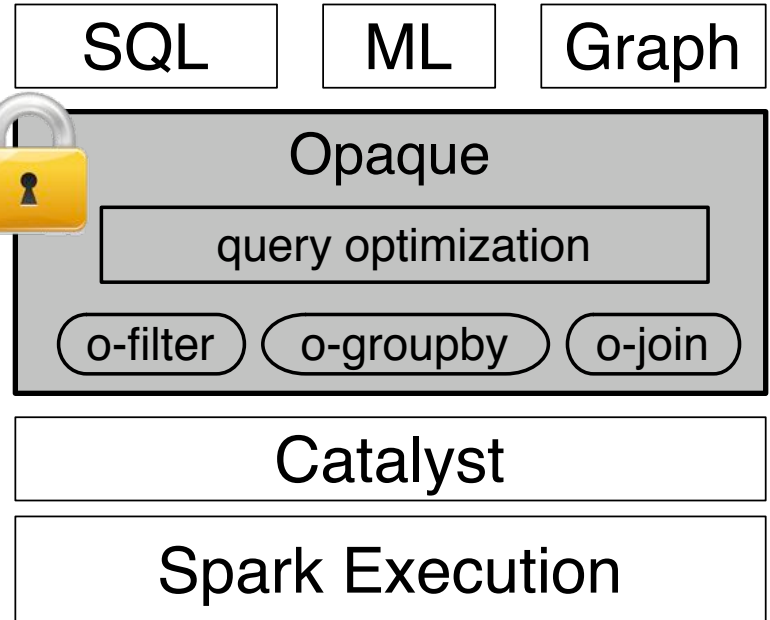 SQL ML Graph
Opaque
query optimization
o-filter o-groupby o-join
Catalyst
Spark Execution